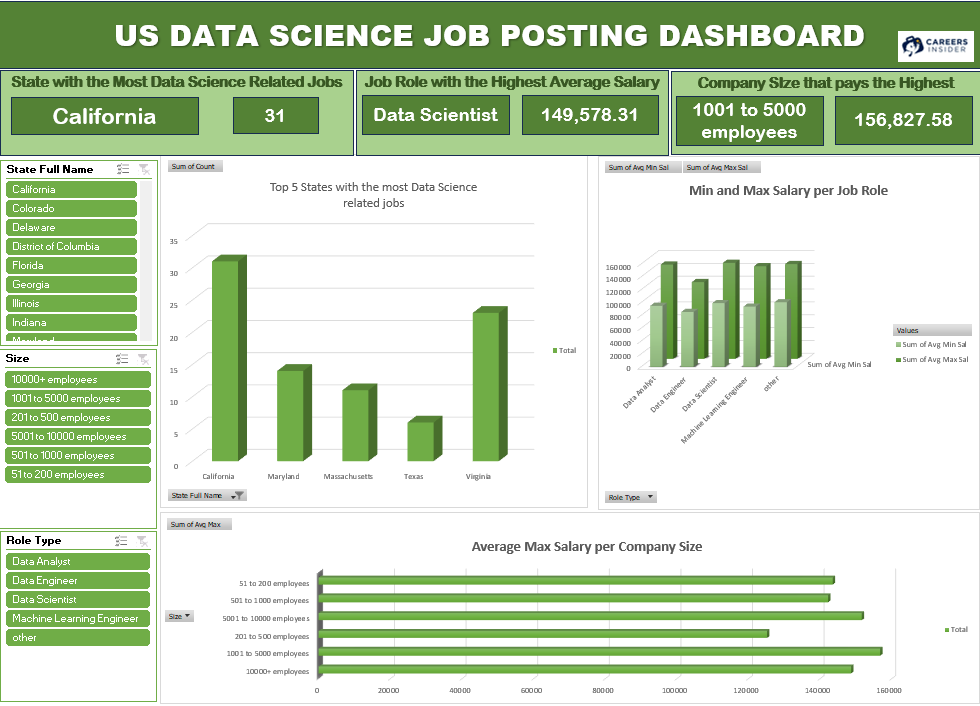 US DATA SCIENCE JOB POSTING DASHBOARD
CAREERS
INSIDER
State with the Most Data Science Related Jobs
California
31
Job Role with the Highest Average Salary
Data Scientist
149,578.31
Company SIze that pays the Highest
1001 to 5000
employees
156,827.58
State Full Name
California
Colorado
Delaware
District of Columbia
Florida
Georgia
Illinois
Indiana
Maryland
Size
10000+ employees
1001 to 5000 employees
201 to 500 employees
5001 to 10000 employees
501 to 1000 employees
51 to 200 employees
Role Type
Data Analyst
Data Engineer
Data Scientist
Machine Learning Engineer
other
Sum of Count
Top 5 States with the most Data Science
related jobs
35
30
25
20
15
10
5
0
California
Maryland
Massachusetts
Texas
Virginia
Total
State Full Name
Sum of Avg Min Sal
Sum of Avg Max Sal
Min and Max Salary per Job Role
160000
140000
120000
100000
80000
60000
40000
20000
0
Data Analyst
Data Engineer
Data Scientist
Machine Learning Engineer
other
Sum of Avg Min Sal
Values
Sum of Avg Min Sal
Sum of Avg Max Sal
Role Type
Sum of Avg Max
Average Max Salary per Company Size
Size
51 to 200 employees
501 to 1000 employees
5001 to 10000 employees
201 to 500 employees
1001 to 5000 employees
10000+ employees
0
20000
40000
60000
80000
100000
120000
140000
160000
Total